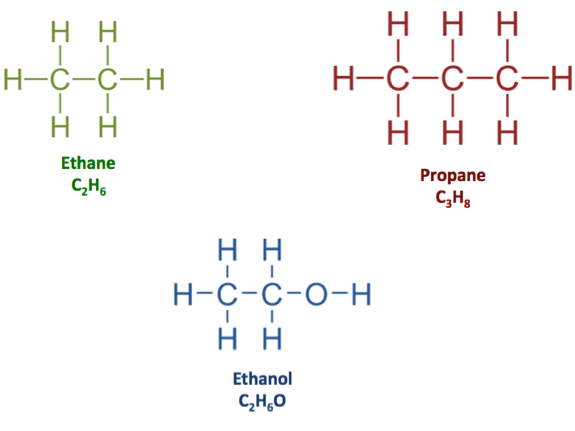 H H
H–C–C–H
H H
Ethane
C₂H₆
H H H
H–C–C–C–H
H H H
Propane
C₃H₈
H H
H–C–C–O–H
H H
Ethanol
C₂H₆O